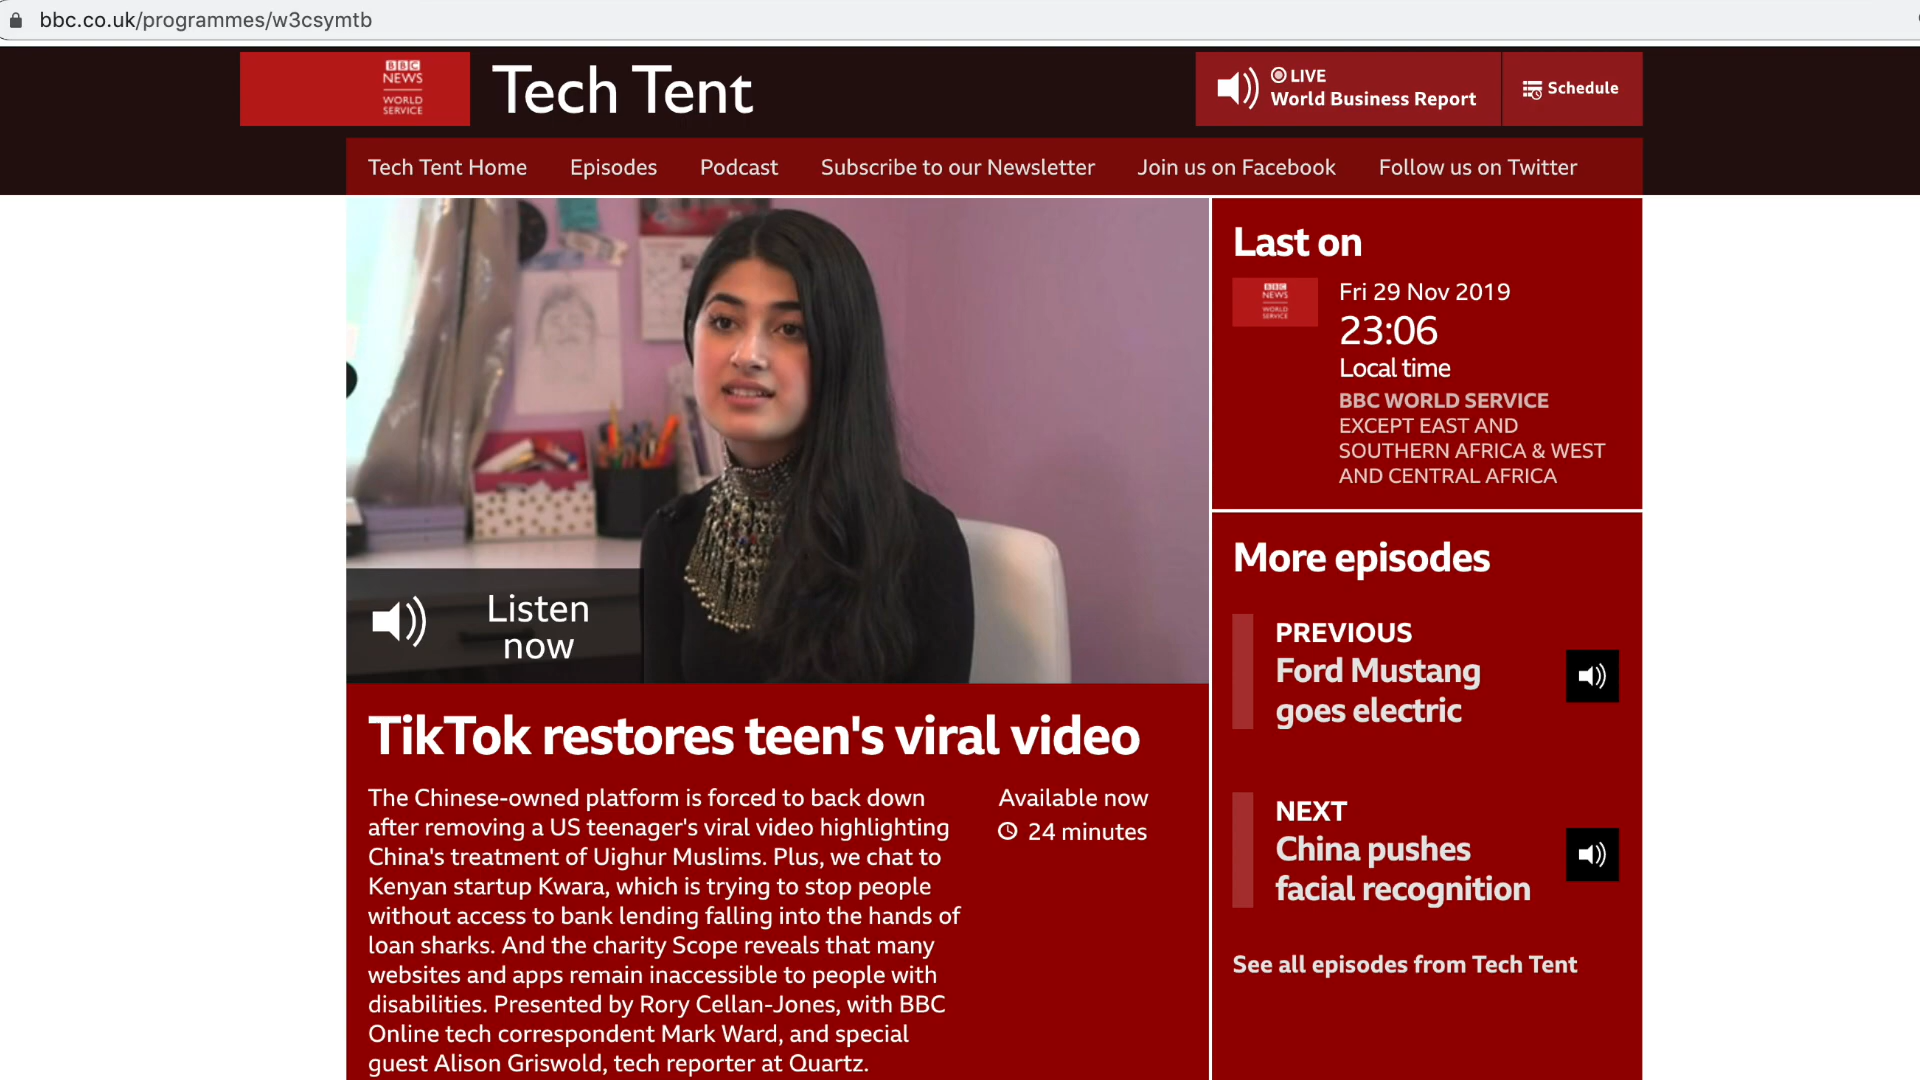 bbc.co.uk/programmes/w3csymtb
BBC
NEWS
WORLD
SERVICE
Tech Tent
LIVE
World Business Report
Schedule
Tech Tent Home
Episodes
Podcast
Subscribe to our Newsletter
Join us on Facebook
Follow us on Twitter
Listen
now
TikTok restores teen's viral video
The Chinese-owned platform is forced to back down
after removing a US teenager's viral video highlighting
China's treatment of Uighur Muslims. Plus, we chat to
Kenyan startup Kwara, which is trying to stop people
without access to bank lending falling into the hands of
loan sharks. And the charity Scope reveals that many
websites and apps remain inaccessible to people with
disabilities. Presented by Rory Cellan-Jones, with BBC
Online tech correspondent Mark Ward, and special
guest Alison Griswold, tech reporter at Quartz.
Available now
24 minutes
Last on
BBC
NEWS
WORLD
SERVICE
Fri 29 Nov 2019
23:06
Local time
BBC WORLD SERVICE
EXCEPT EAST AND
SOUTHERN AFRICA & WEST
AND CENTRAL AFRICA
More episodes
PREVIOUS
Ford Mustang
goes electric
NEXT
China pushes
facial recognition
See all episodes from Tech Tent